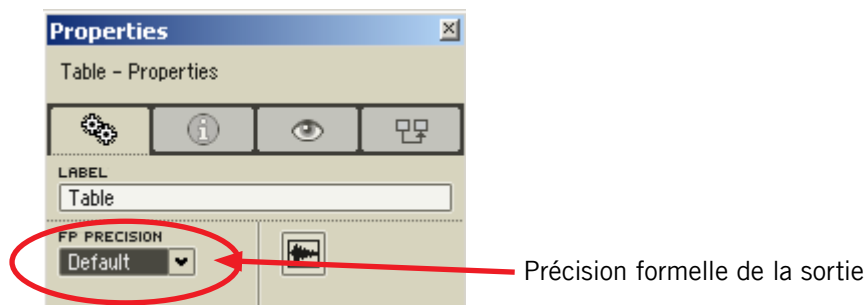 Properties
Table - Properties
LABEL
Table
FP PRECISION
Default
Précision formelle de la sortie